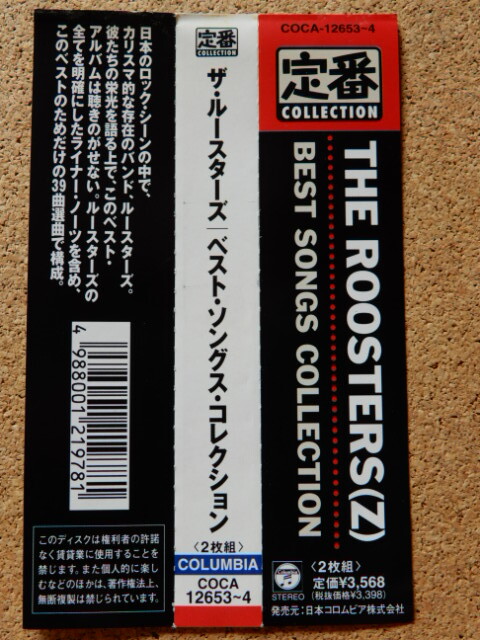 COCA-12653~4
定番
COLLECTION
THE ROOSTERS(Z)
BEST SONGS COLLECTION
〈2枚組〉
定価¥3,568
(税抜価格¥3,398)
STEREO
発売元:日本コロムビア株式会社
定番
COLLECTION
ザ・ルースターズ|ベスト・ソングス・コレクション
〈2枚組〉
COLUMBIA
COCA
12653~4
日本のロック・シーンの中で、
カリスマ的な存在のバンド、ルースターズ。
彼たちの栄光を語る上で、このベスト・
アルバムは聴きのがせない。ルースターズの
全てを明確にしたライナー・ノーツを含め、
このベストのためだけの39曲選曲で構成。
4 988001 219781
このディスクは権利者の許諾
なく賃貸業に使用することを
禁じます。また個人的に楽し
むなどのほかは、著作権法上、
無断複製は禁じられています。